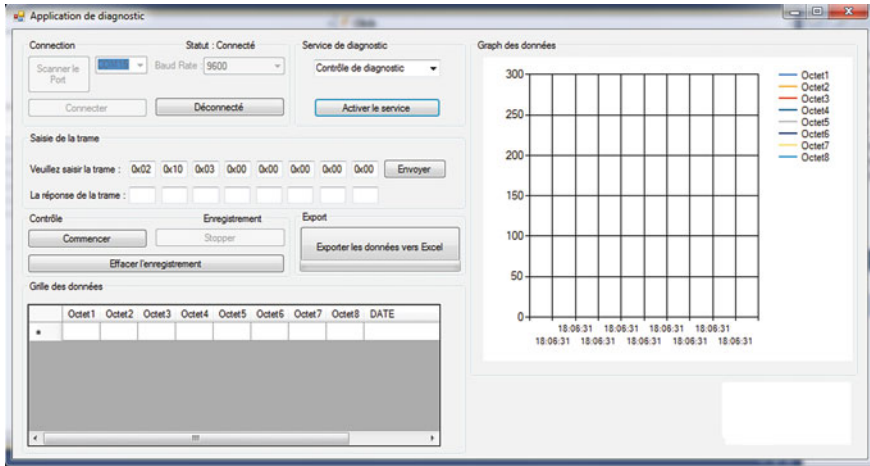 Application de diagnostic
Connection
Statut : Connecté
Scanner le Port
Baud Rate : 9600
Connecter
Déconnecté
Service de diagnostic
Contrôle de diagnostic
Activer le service
Saisie de la trame
Veuillez saisir la trame : 0x02 0x10 0x03 0x00 0x00 0x00 0x00 0x00 Envoyer
La réponse de la trame :
Contrôle
Enregistrement
Commencer
Stopper
Effacer l'enregistrement
Export
Exporter les données vers Excel
Grille des données
Octet1 Octet2 Octet3 Octet4 Octet5 Octet6 Octet7 Octet8 DATE
Graph des données
300
250
200
150
100
50
0
18:06:31 18:06:31 18:06:31 18:06:31
18:06:31 18:06:31 18:06:31 18:06:31 18:06:31
Octet1
Octet2
Octet3
Octet4
Octet5
Octet6
Octet7
Octet8